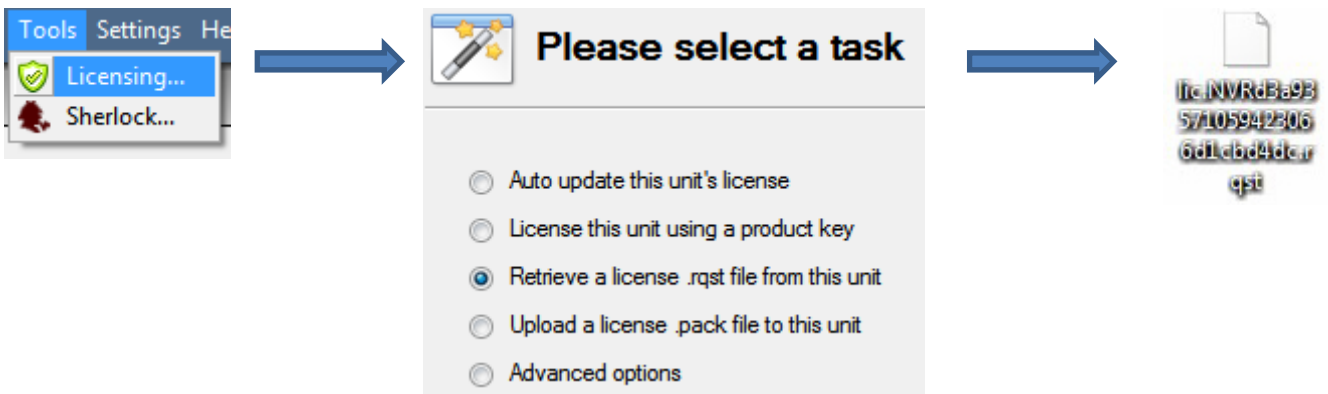 Tools Settings He
Licensing...
Sherlock...
Please select a task
Auto update this unit's license
License this unit using a product key
Retrieve a license .rqst file from this unit
Upload a license .pack file to this unit
Advanced options
lic.NVRd3a93
57105942306
6d1cbd4dc.r
qst